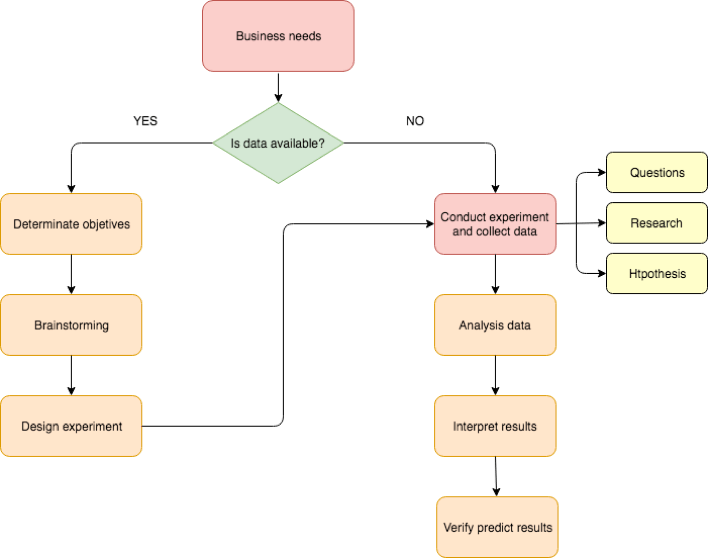 Business needs
Is data available?
YES
NO
Determinate objetives
Brainstorming
Design experiment
Conduct experiment
and collect data
Questions
Research
Htpothesis
Analysis data
Interpret results
Verify predict results